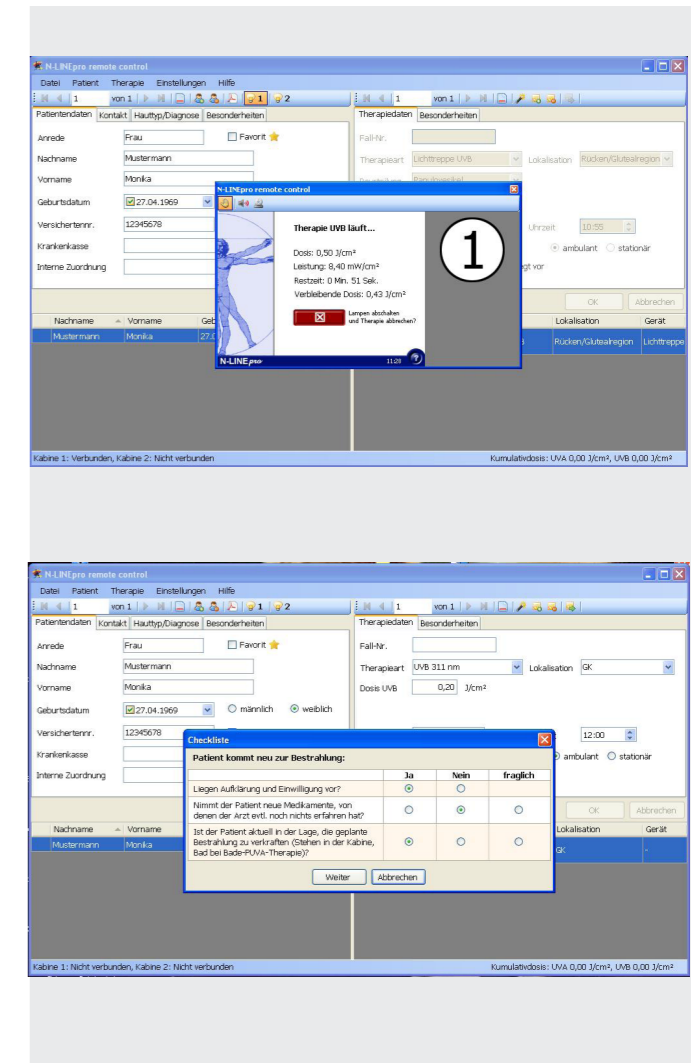 N-LINEpro remote control
Datei Patient Therapie Einstellungen Hilfe
1 von 1 1 2 1 von 1
Patientendaten Kontakt Hauttyp/Diagnose Besonderheiten Therapiedaten Besonderheiten
Anrede Frau Favorit Fall-Nr.
Nachname Mustermann Therapieart Lichttreppe UVB Lokalisation Rücken/Glutealregion
Vorname Monika
Geburtsdatum 27.04.1969
Versichertennr. 12345678 Uhrzeit 10:55
Krankenkasse ambulant stationär
Interne Zuordnung gt vor
OK Abbrechen
Nachname Vorname Geb Lokalisation Gerät
Mustermann Monika 27.0 Rücken/Glutealregion Lichttreppe
N-LINEpro remote control
Therapie UVB läuft...
Dosis: 0,50 J/cm²
Leistung: 8,40 mW/cm²
Restzeit: 0 Min. 51 Sek.
Verbleibende Dosis: 0,43 J/cm²
Lampen abschalten
und Therapie abbrechen?
N-LINEpro 11:28 ?
1
Kabine 1: Verbunden, Kabine 2: Nicht verbunden Kumulativdosis: UVA 0,00 J/cm², UVB 0,00 J/cm²
N-LINEpro remote control
Datei Patient Therapie Einstellungen Hilfe
1 von 1 1 2 1 von 1
Patientendaten Kontakt Hauttyp/Diagnose Besonderheiten Therapiedaten Besonderheiten
Anrede Frau Favorit Fall-Nr.
Nachname Mustermann Therapieart UVB 311 nm Lokalisation GK
Vorname Monika Dosis UVB 0,20 J/cm²
Geburtsdatum 27.04.1969 männlich weiblich
Versichertennr. 12345678 12:00
Krankenkasse ambulant stationär
Interne Zuordnung
OK Abbrechen
Nachname Vorname Lokalisation Gerät
Mustermann Monika GK -
Checkliste
Patient kommt neu zur Bestrahlung:
Ja Nein fraglich
Liegen Aufklärung und Einwilligung vor?
Nimmt der Patient neue Medikamente, von
denen der Arzt evtl. noch nichts erfahren hat?
Ist der Patient aktuell in der Lage, die geplante
Bestrahlung zu verkraften (Stehen in der Kabine,
Bad bei Bade-PUVA-Therapie)?
Weiter Abbrechen
Kabine 1: Nicht verbunden, Kabine 2: Nicht verbunden Kumulativdosis: UVA 0,00 J/cm², UVB 0,00 J/cm²